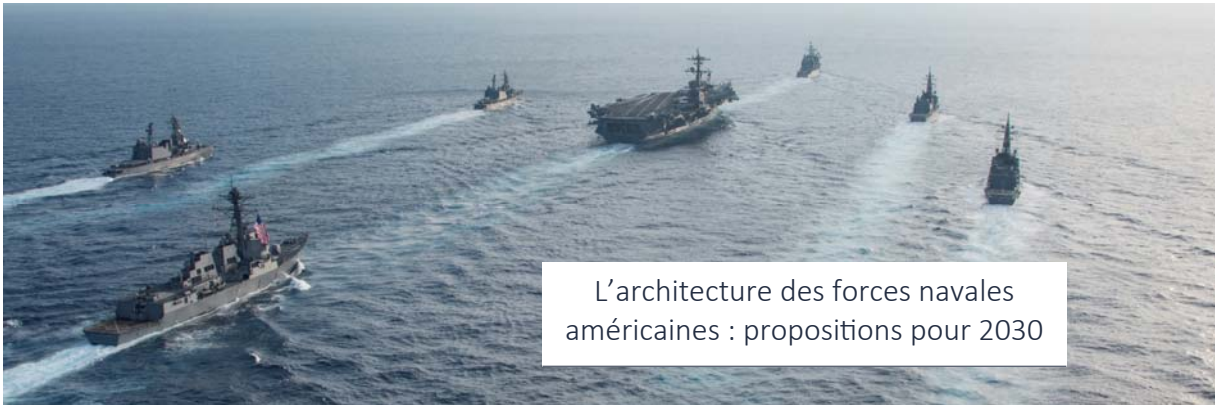 L’architecture des forces navales
américaines : propositions pour 2030